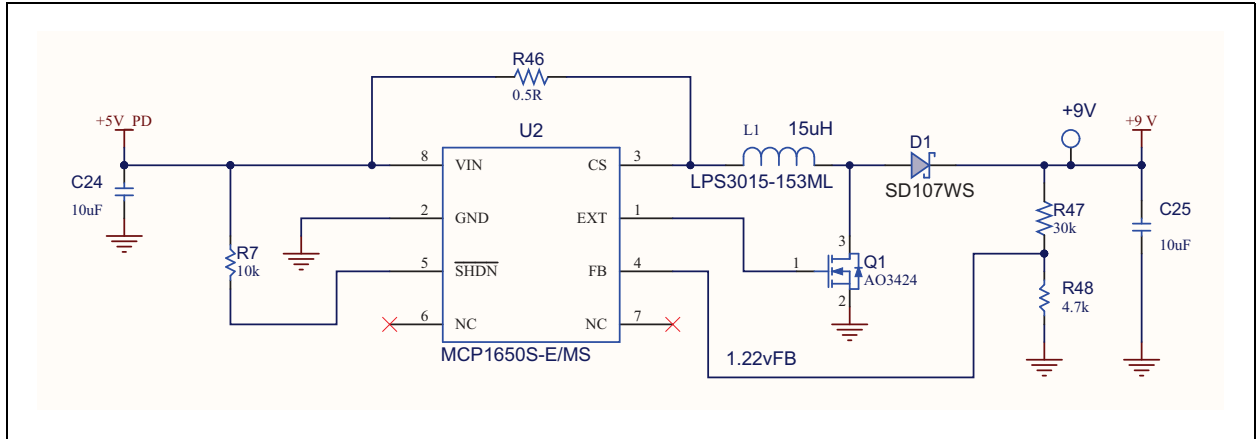 R46
0.5R
+5V_PD
U2
L1
15uH
D1
+9V
+9 V
8
VIN
CS
3
C24
10uF
LPS3015-153ML
SD107WS
2
GND
EXT
1
R47
30k
C25
10uF
R7
10k
5
SHDN
FB
4
1
3
Q1
AO3424
2
R48
4.7k
6
NC
NC
7
MCP1650S-E/MS
1.22vFB